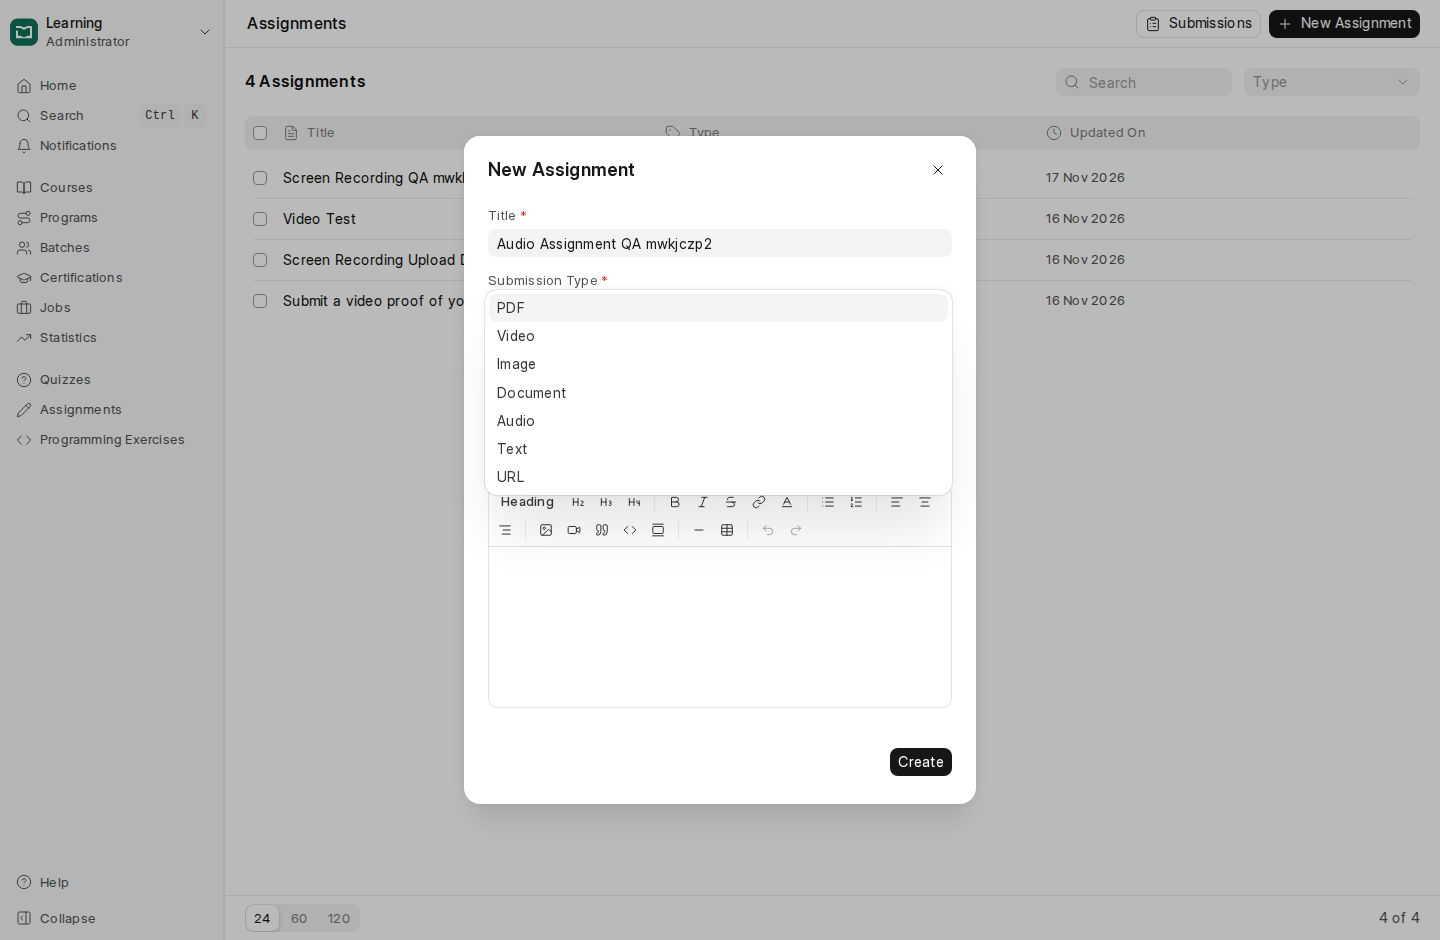 Learning
Administrator
Home
Search Ctrl K
Notifications
Courses
Programs
Batches
Certifications
Jobs
Statistics
Quizzes
Assignments
Programming Exercises
Help
Collapse
Assignments
Submissions
New Assignment
4 Assignments
Search
Type
Title Type Updated On
Screen Recording QA 17 Nov 2026
Video Test 16 Nov 2026
Screen Recording Upload 16 Nov 2026
Submit a video proof of 16 Nov 2026
New Assignment
Title *
Audio Assignment QA mwkjczp2
Submission Type *
PDF
Video
Image
Document
Audio
Text
URL
Heading H2 H3 H4
Create
24 60 120
4 of 4